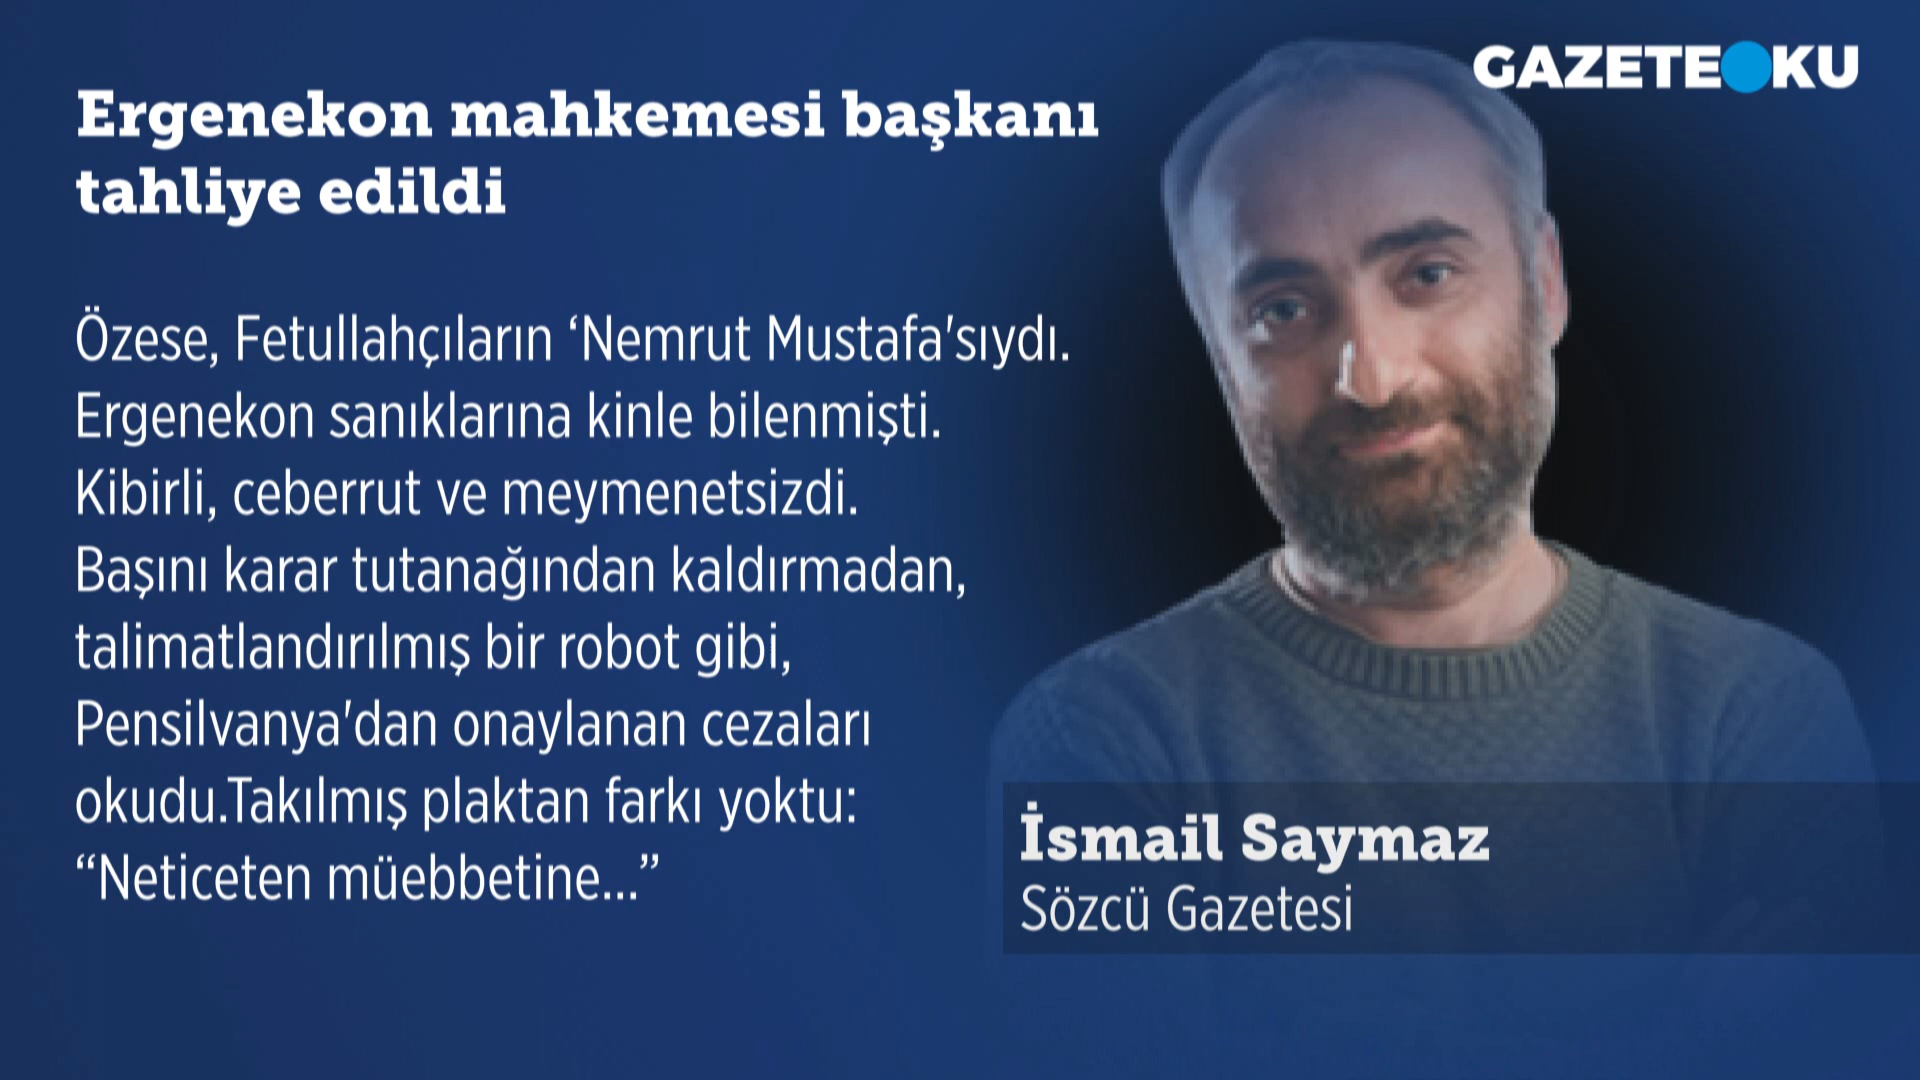 GAZETEOKU
Ergenekon mahkemesi başkanı
tahliye edildi
Özese, Fetullahçıların ‘Nemrut Mustafa'sıydı.
Ergenekon sanıklarına kinle bilenmişti.
Kibirli, ceberrut ve meymenetsizdi.
Başını karar tutanağından kaldırmadan,
talimatlandırılmış bir robot gibi,
Pensilvanya'dan onaylanan cezaları
okudu.Takılmış plaktan farkı yoktu:
“Neticeten müebbetine...”
İsmail Saymaz
Sözcü Gazetesi